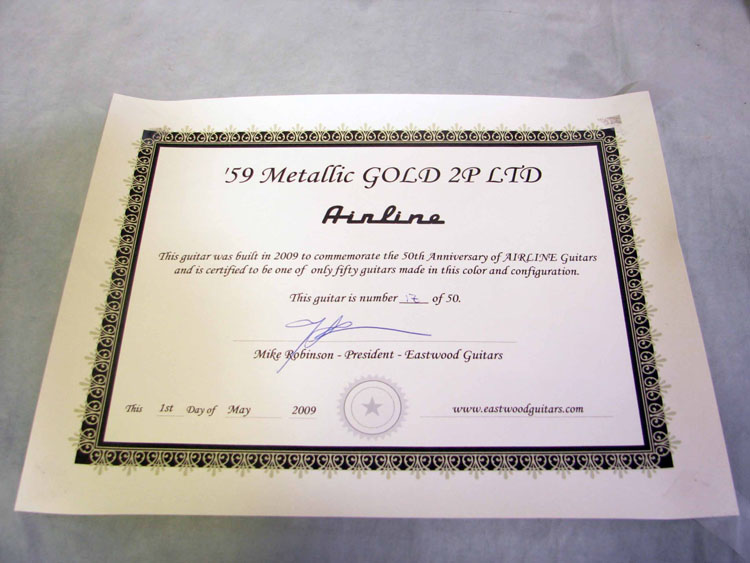 '59 Metallic GOLD 2P LTD
Airline
This guitar was built in 2009 to commemorate the 50th Anniversary of AIRLINE Guitars
and is certified to be one of only fifty guitars made in this color and configuration.
This guitar is number 17 of 50.
Mike Robinson - President - Eastwood Guitars
This 1st Day of May 2009
www.eastwoodguitars.com